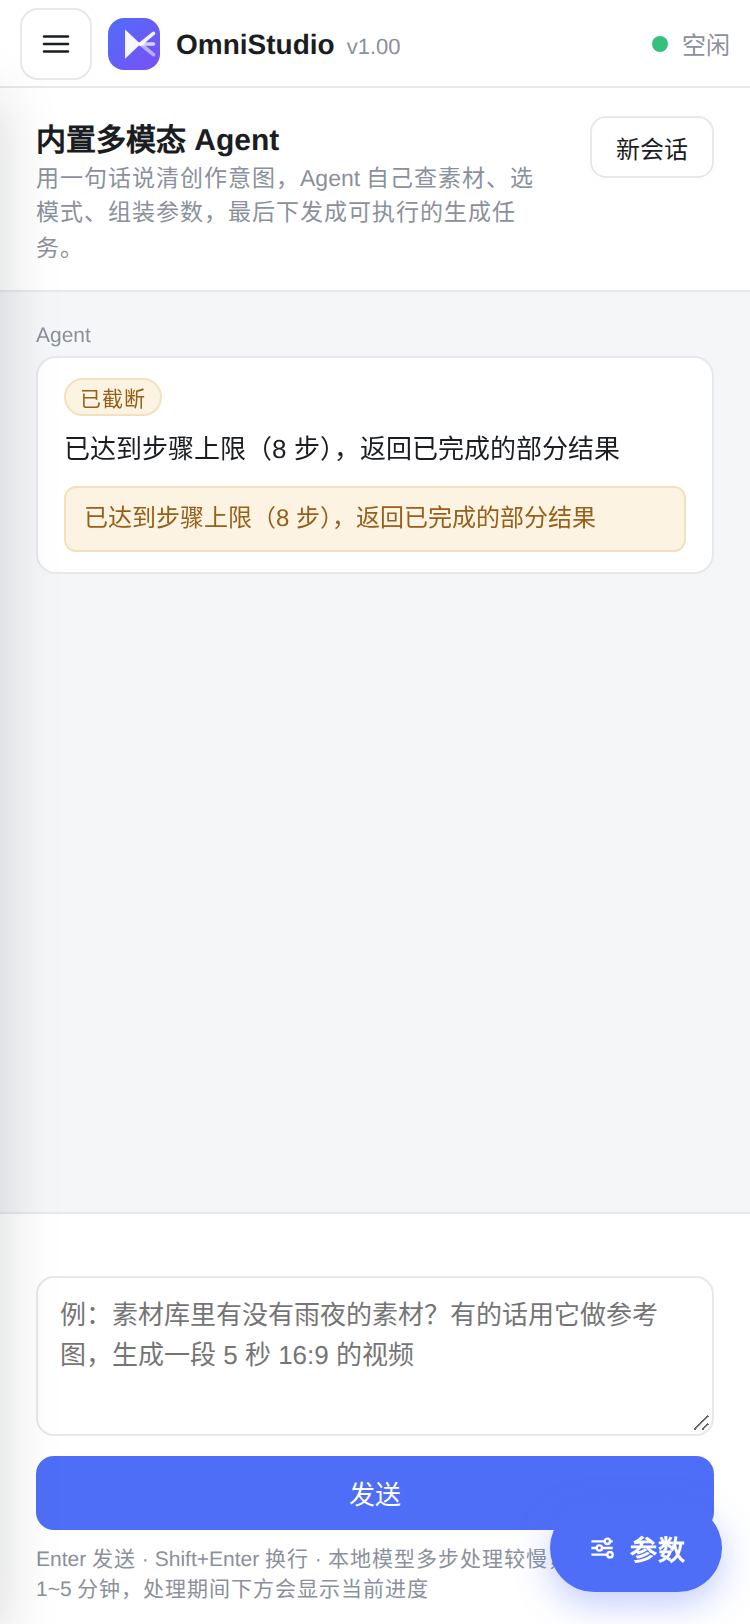 OmniStudio v1.00
空闲
内置多模态 Agent
新会话
用一句话说清创作意图，Agent 自己查素材、选
模式、组装参数，最后下发成可执行的生成任
务。
Agent
已截断
已达到步骤上限（8 步），返回已完成的部分结果
已达到步骤上限（8 步），返回已完成的部分结果
例：素材库里有没有雨夜的素材？有的话用它做参考
图，生成一段 5 秒 16:9 的视频
发送
Enter 发送 · Shift+Enter 换行 · 本地模型多步处理较慢，
1~5 分钟，处理期间下方会显示当前进度
参数